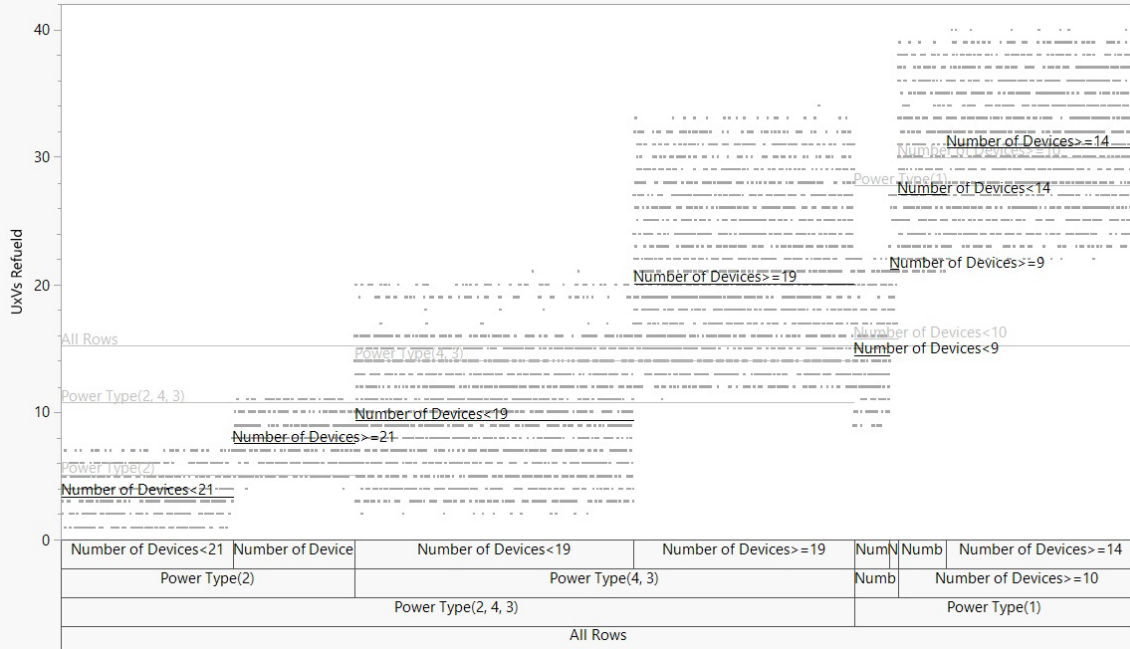 40
Number of Devices>=14
Number of Devices>=10
30
Power Type(1)
Number of Devices<14
UxVs Refueld
Number of Devices>=9
Number of Devices>=19
20
Number of Devices<10
All Rows
Power Type(4, 3)
Number of Devices<9
Power Type(2, 4, 3)
10
Number of Devices<19
Number of Devices>=21
Power Type(2)
Number of Devices<21
0
Number of Devices<21 Number of Device Number of Devices<19 Number of Devices>=19 Num N Numb Number of Devices>=14
Power Type(2) Power Type(4, 3) Numb Number of Devices>=10
Power Type(2, 4, 3) Power Type(1)
All Rows